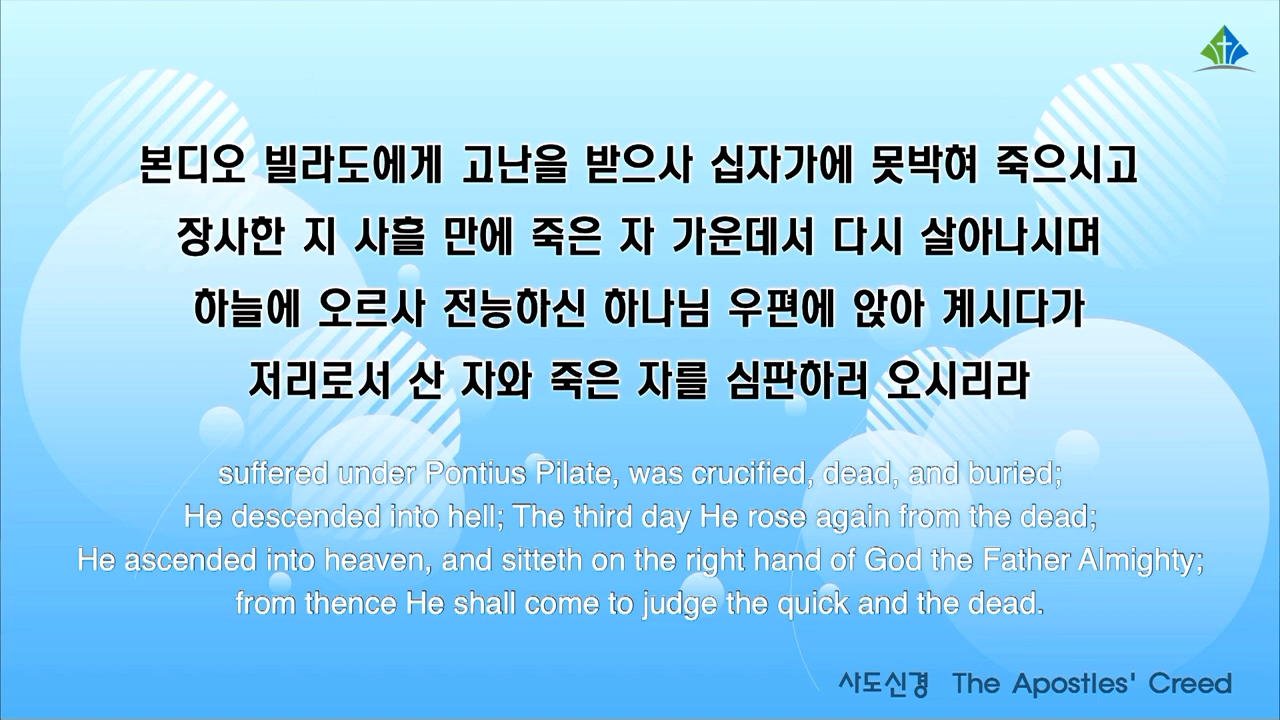 본디오 빌라도에게 고난을 받으사 십자가에 못박혀 죽으시고
장사한 지 사흘 만에 죽은 자 가운데서 다시 살아나시며
하늘에 오르사 전능하신 하나님 우편에 앉아 계시다가
저리로서 산 자와 죽은 자를 심판하러 오시리라
suffered under Pontius Pilate, was crucified, dead, and buried;
He descended into hell; The third day He rose again from the dead;
He ascended into heaven, and sitteth on the right hand of God the Father Almighty;
from thence He shall come to judge the quick and the dead.
사도신경 The Apostles' Creed